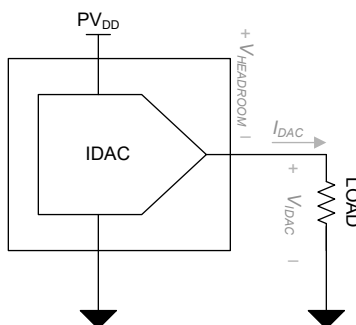 PVDD
+ VHEADROOM –
IDAC
IDAC
+ VIDAC –
LOAD